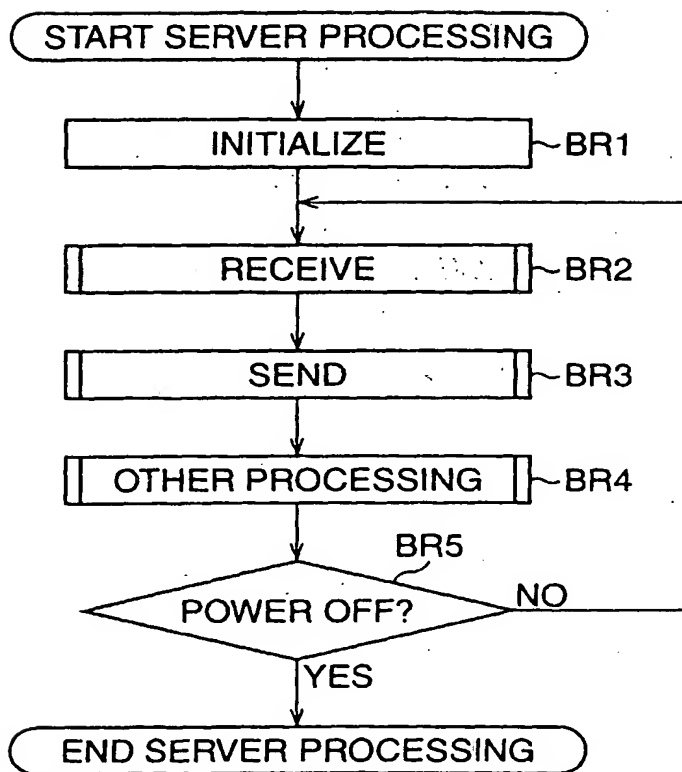 START SERVER PROCESSING
INITIALIZE
BR1
RECEIVE
BR2
SEND
BR3
OTHER PROCESSING
BR4
BR5
POWER OFF?
NO
YES
END SERVER PROCESSING